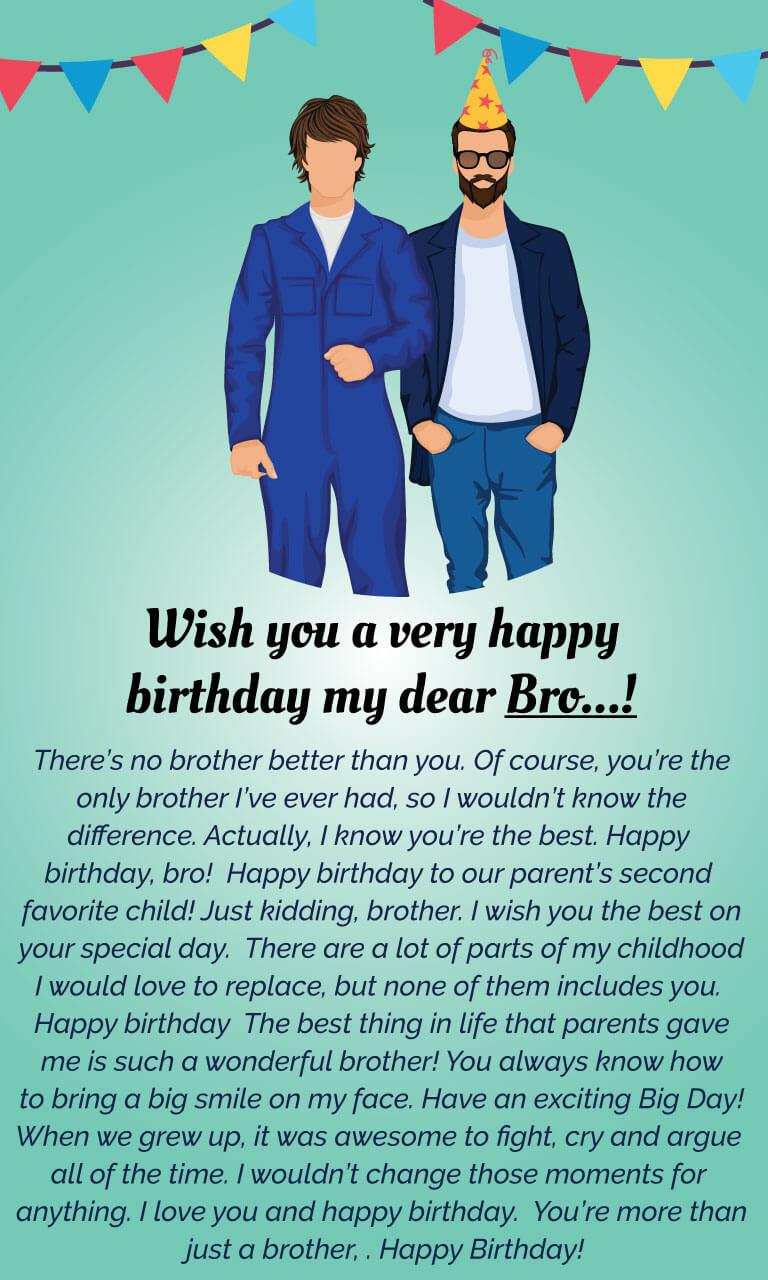 Wish you a very happy
birthday my dear Bro...!
There's no brother better than you. Of course, you're the
only brother I've ever had, so I wouldn't know the
difference. Actually, I know you're the best. Happy
birthday, bro!  Happy birthday to our parent's second
favorite child! Just kidding, brother. I wish you the best on
your special day.  There are a lot of parts of my childhood
I would love to replace, but none of them includes you.
Happy birthday  The best thing in life that parents gave
me is such a wonderful brother! You always know how
to bring a big smile on my face. Have an exciting Big Day!
When we grew up, it was awesome to fight, cry and argue
all of the time. I wouldn't change those moments for
anything. I love you and happy birthday.  You're more than
just a brother, . Happy Birthday!